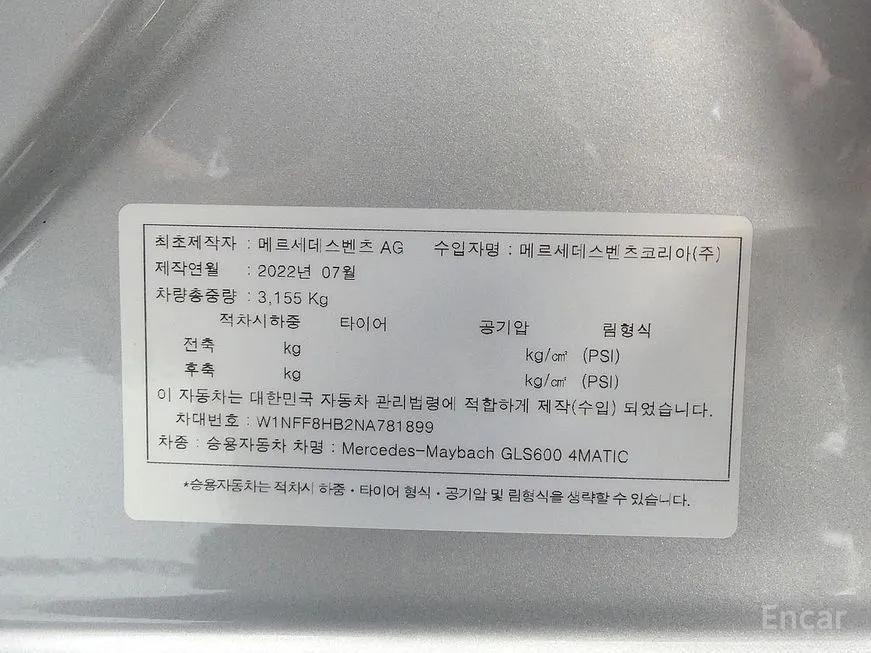 최초제작자 : 메르세데스벤츠 AG 수입자명 : 메르세데스벤츠코리아(주)
제작연월 : 2022년 07월
차량총중량 : 3,155 Kg
적차시하중 타이어 공기압 림형식
전축 kg kg/㎠ (PSI)
후축 kg kg/㎠ (PSI)
이 자동차는 대한민국 자동차 관리법령에 적합하게 제작(수입) 되었습니다.
차대번호 : W1NFF8HB2NA781899
차종 : 승용자동차 차명 : Mercedes-Maybach GLS600 4MATIC
*승용자동차는 적차시 하중・타이어 형식・공기압 및 림형식을 생략할 수 있습니다.
Encar